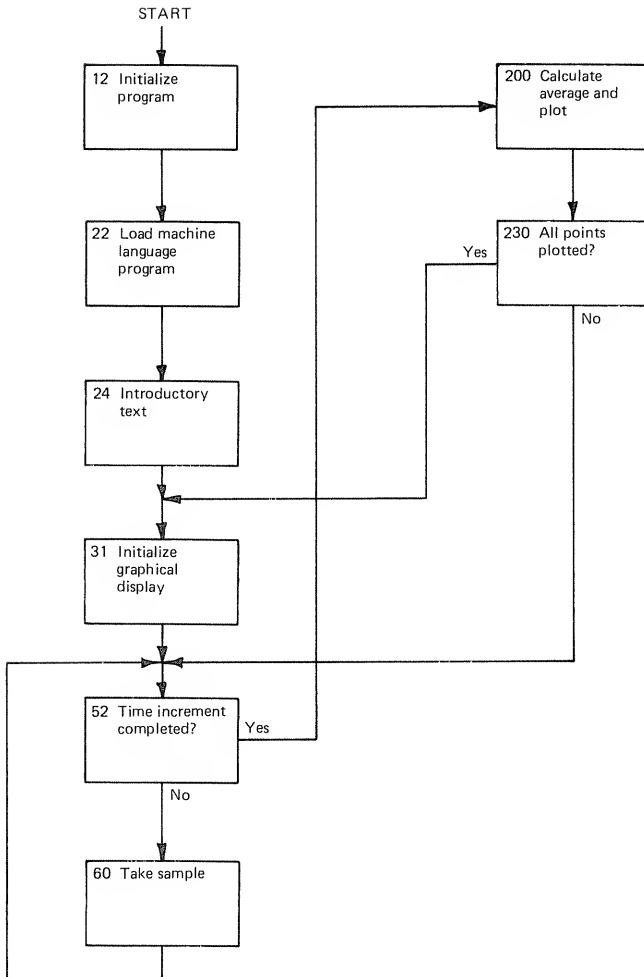 START
12 Initialize
program
22 Load machine
language
program
24 Introductory
text
31 Initialize
graphical
display
52 Time increment
completed?
Yes
No
60 Take sample
200 Calculate
average and
plot
230 All points
plotted?
Yes
No